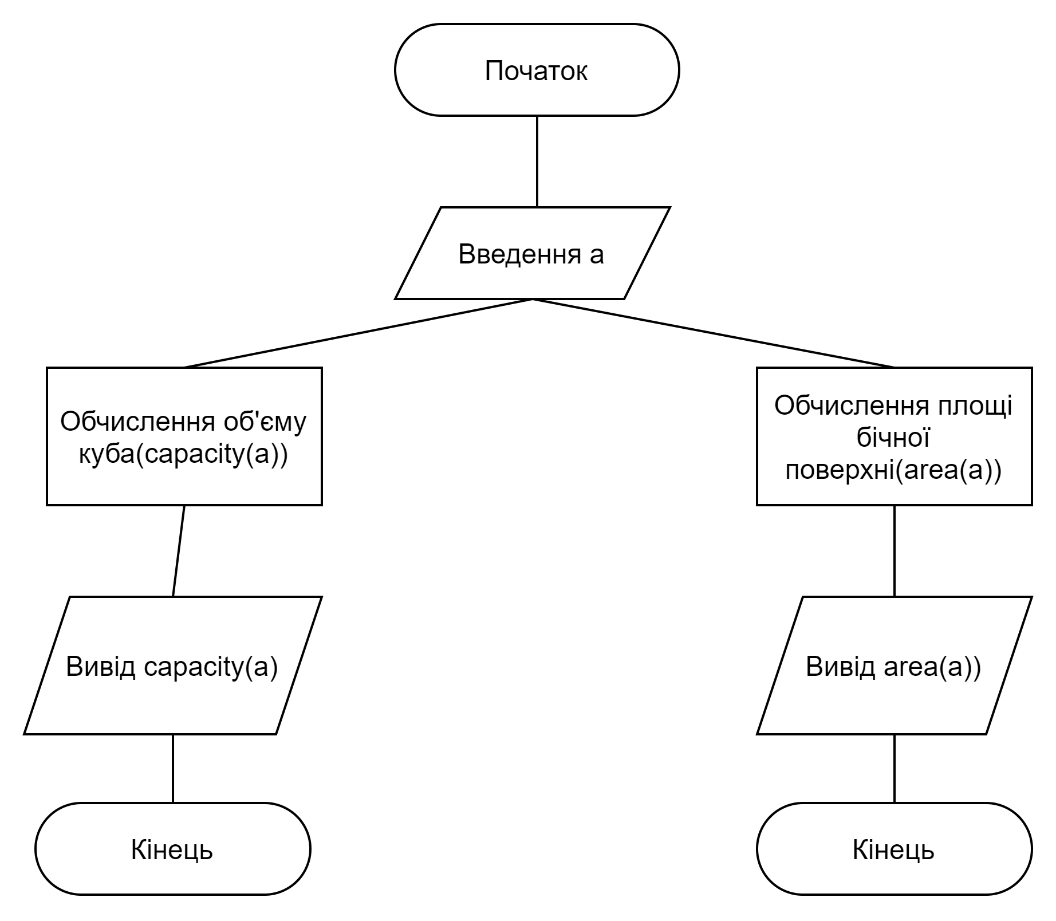 Початок
Введення a
Обчислення об'єму
куба(capacity(a))
Обчислення площі
бічної
поверхні(area(a))
Вивід capacity(a)
Вивід area(a))
Кінець
Кінець